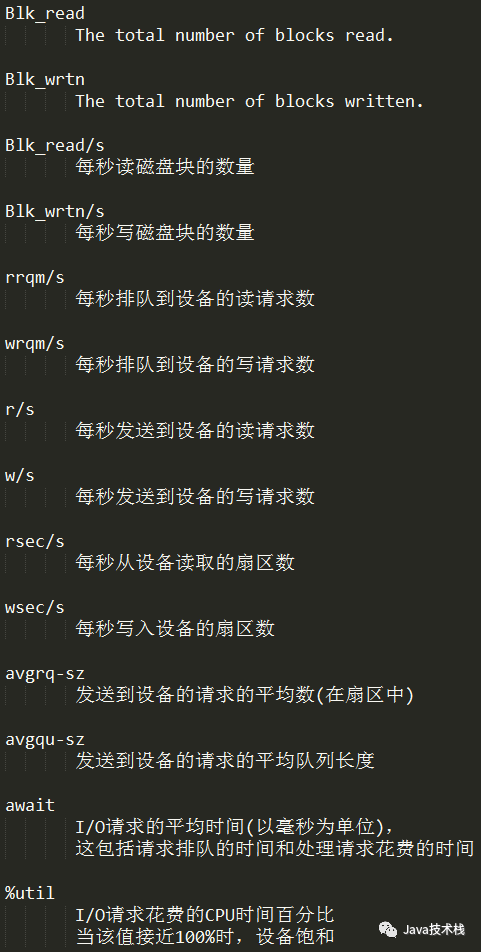 Blk_read
The total number of blocks read.
Blk_wrtn
The total number of blocks written.
Blk_read/s
每秒读磁盘块的数量
Blk_wrtn/s
每秒写磁盘块的数量
rrqm/s
每秒排队到设备的读请求数
wrqm/s
每秒排队到设备的写请求数
r/s
每秒发送到设备的读请求数
w/s
每秒发送到设备的写请求数
rsec/s
每秒从设备读取的扇区数
wsec/s
每秒写入设备的扇区数
avgrq-sz
发送到设备的请求的平均数(在扇区中)
avgqu-sz
发送到设备的请求的平均队列长度
await
I/O请求的平均时间(以毫秒为单位),
这包括请求排队的时间和处理请求花费的时间
%util
I/O请求花费的CPU时间百分比
当该值接近100%时，设备饱和
Java技术栈